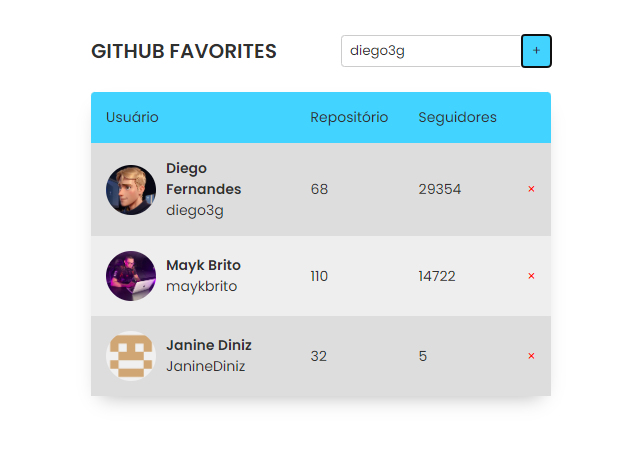 GITHUB FAVORITES
diego3g +
Usuário Repositório Seguidores
Diego
Fernandes
diego3g 68 29354 ×
Mayk Brito
maykbrito 110 14722 ×
Janine Diniz
JanineDiniz 32 5 ×